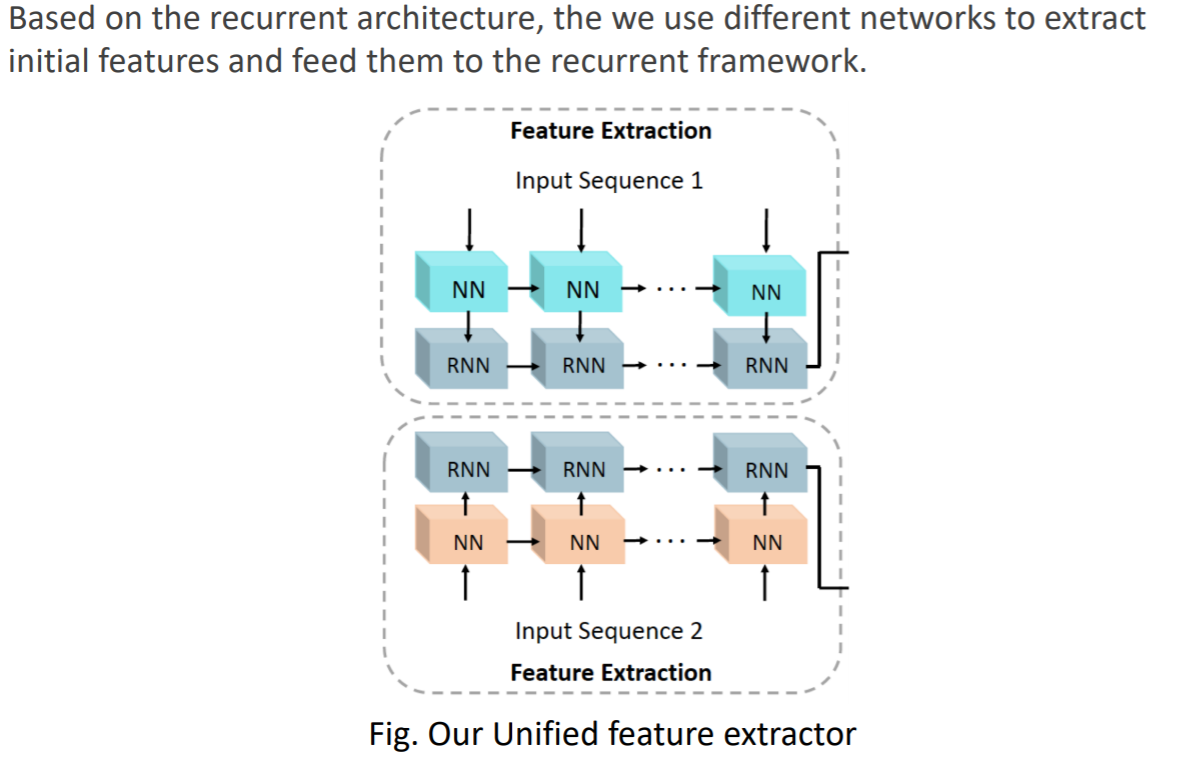 Based on the recurrent architecture, the we use different networks to extract
initial features and feed them to the recurrent framework.
Feature Extraction
Input Sequence 1
NN NN ... NN
RNN RNN ... RNN
RNN RNN ... RNN
NN NN ... NN
Input Sequence 2
Feature Extraction
Fig. Our Unified feature extractor